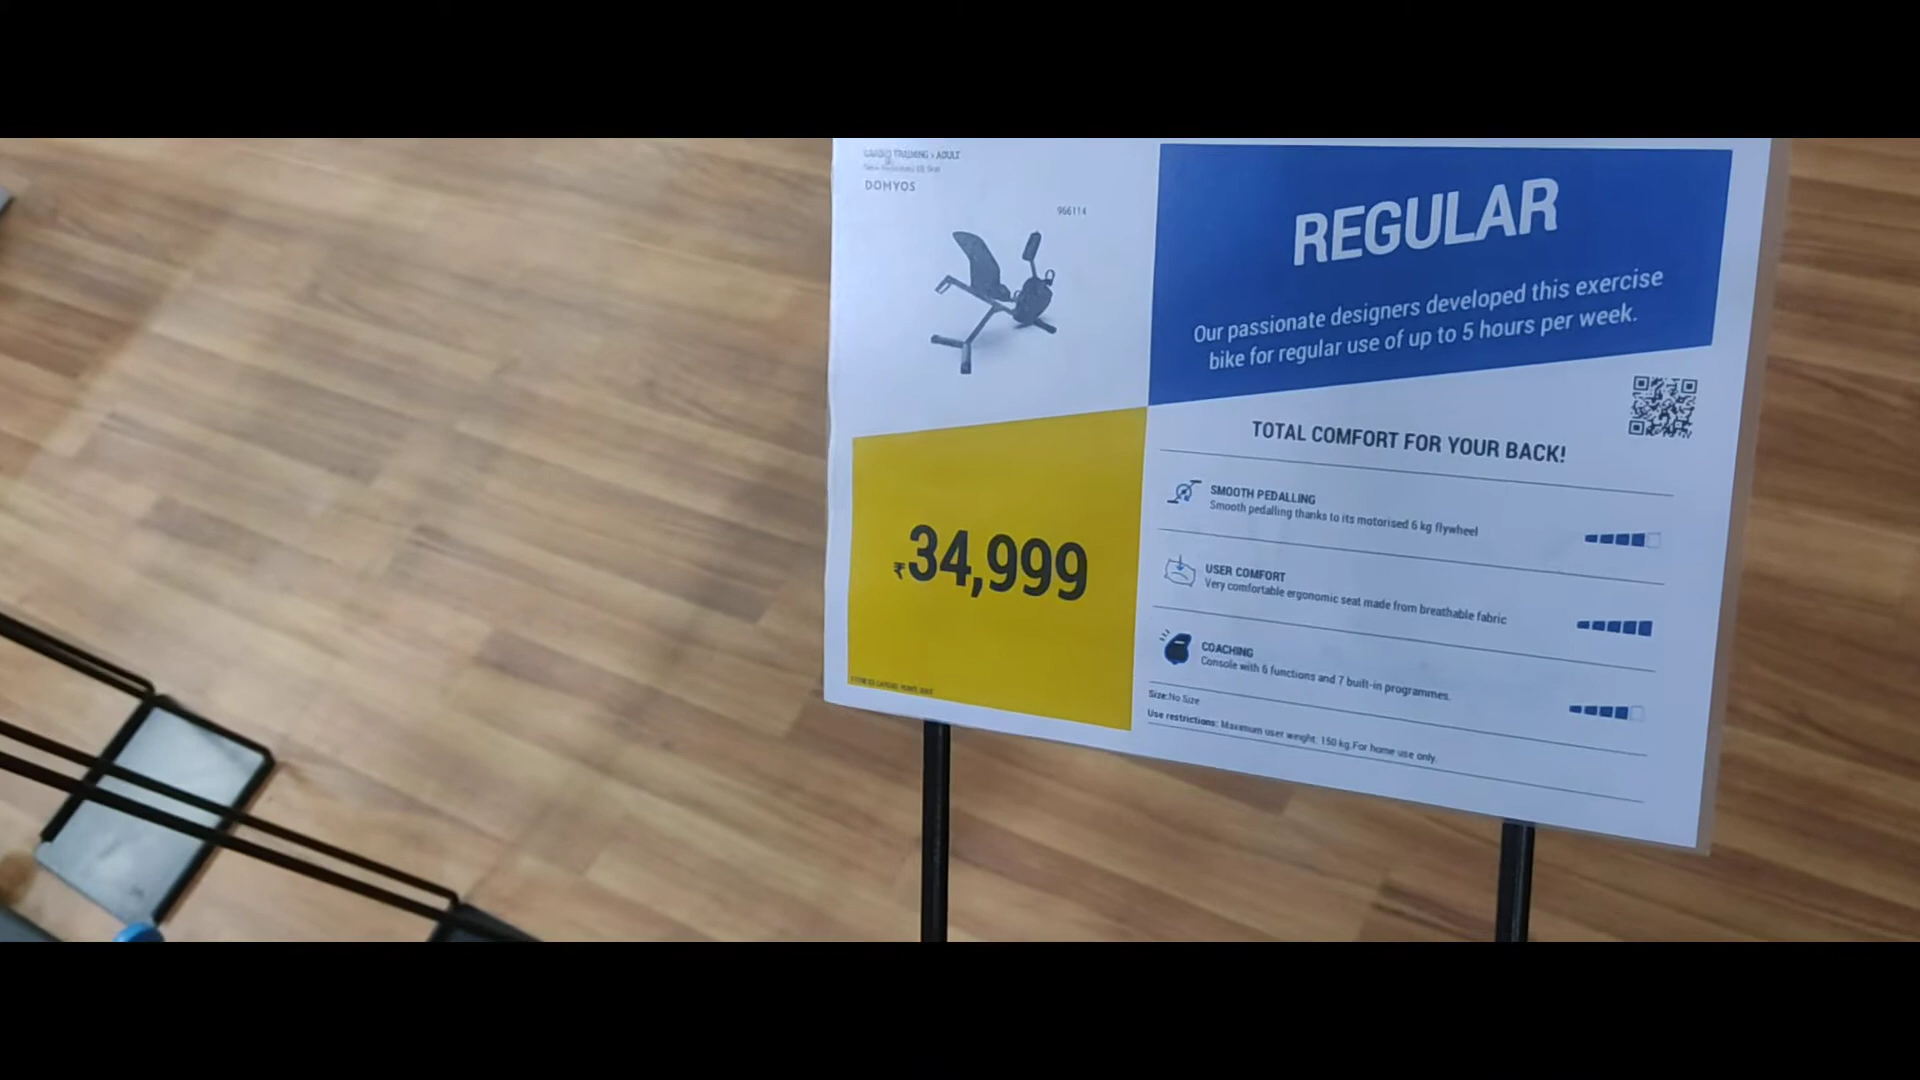 CARDIO TRAINING > ADULT
DOMYOS
966114
REGULAR
Our passionate designers developed this exercise
bike for regular use of up to 5 hours per week.
TOTAL COMFORT FOR YOUR BACK!
SMOOTH PEDALLING
Smooth pedalling thanks to its motorised 6 kg flywheel
₹34,999
USER COMFORT
Very comfortable ergonomic seat made from breathable fabric
COACHING
Console with 6 functions and 7 built-in programmes.
Size:No Size
Use restrictions: Maximum user weight: 150 kg.For home use only.